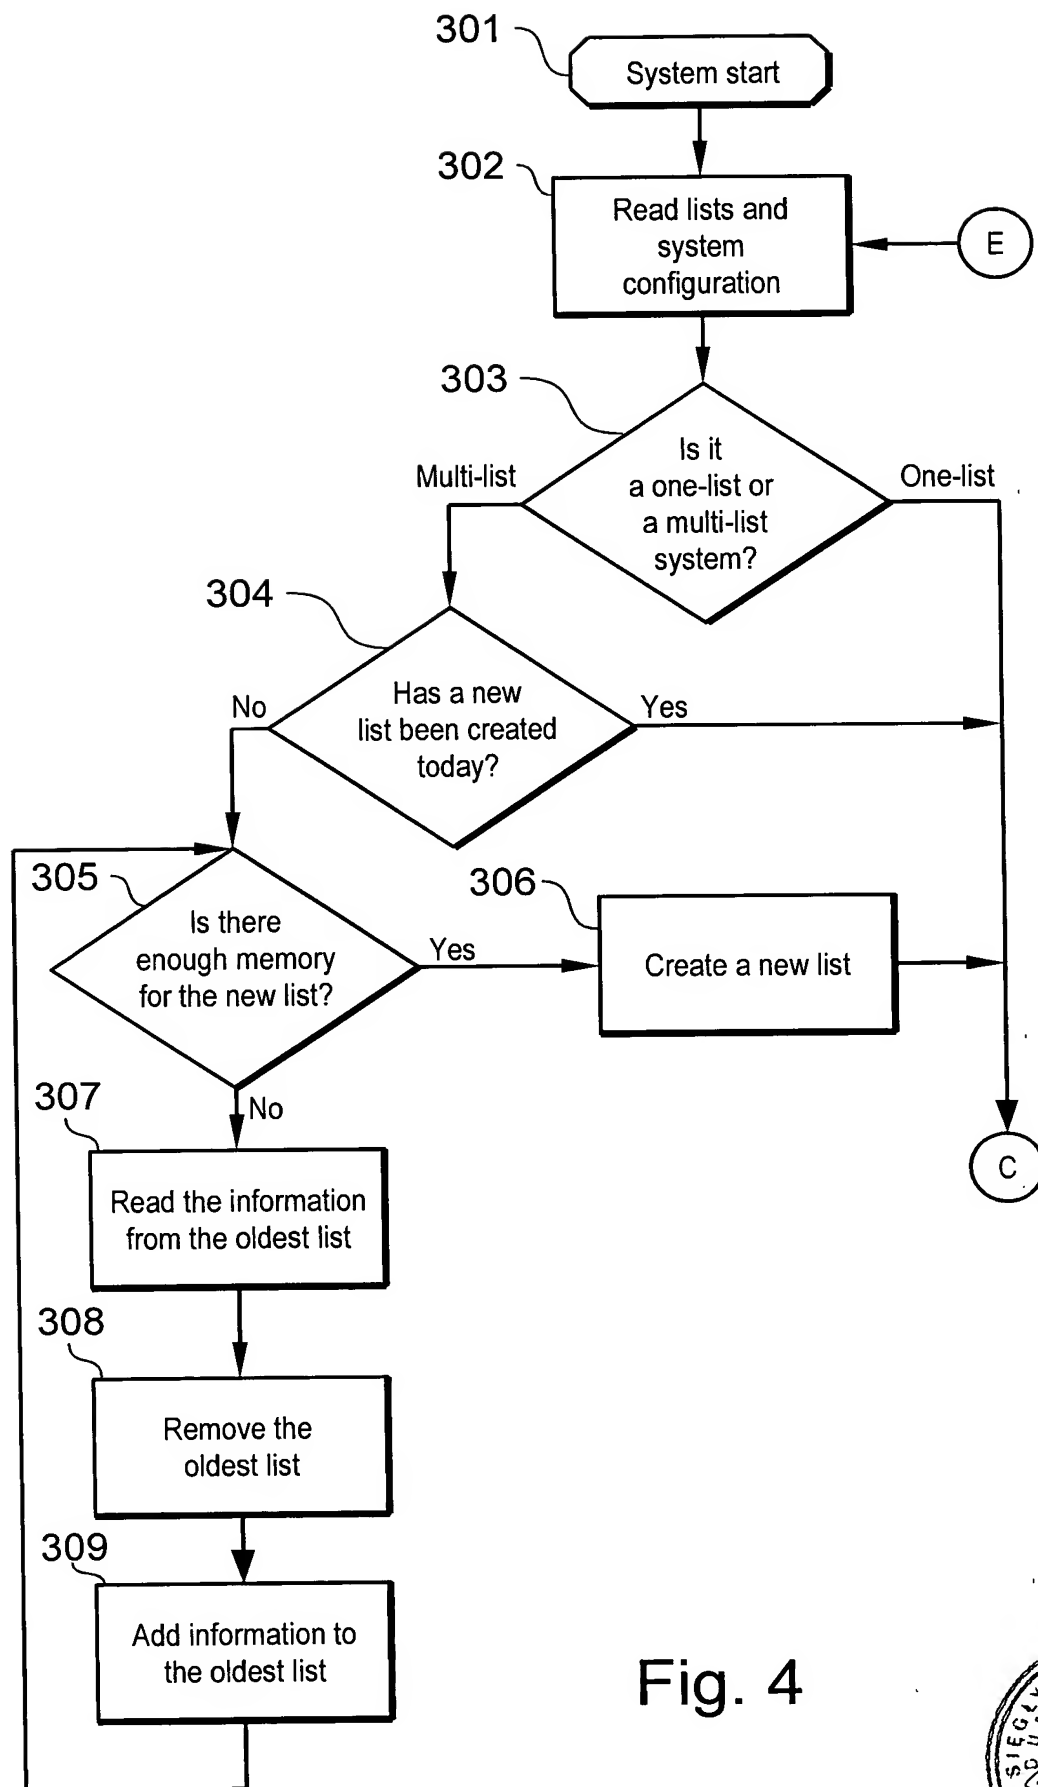 301
System start
302
Read lists and
system
configuration
E
303
Is it
a one-list or
a multi-list
system?
Multi-list
One-list
304
Has a new
list been created
today?
No
Yes
305
Is there
enough memory
for the new list?
Yes
306
Create a new list
No
307
Read the information
from the oldest list
C
308
Remove the
oldest list
309
Add information to
the oldest list
Fig. 4